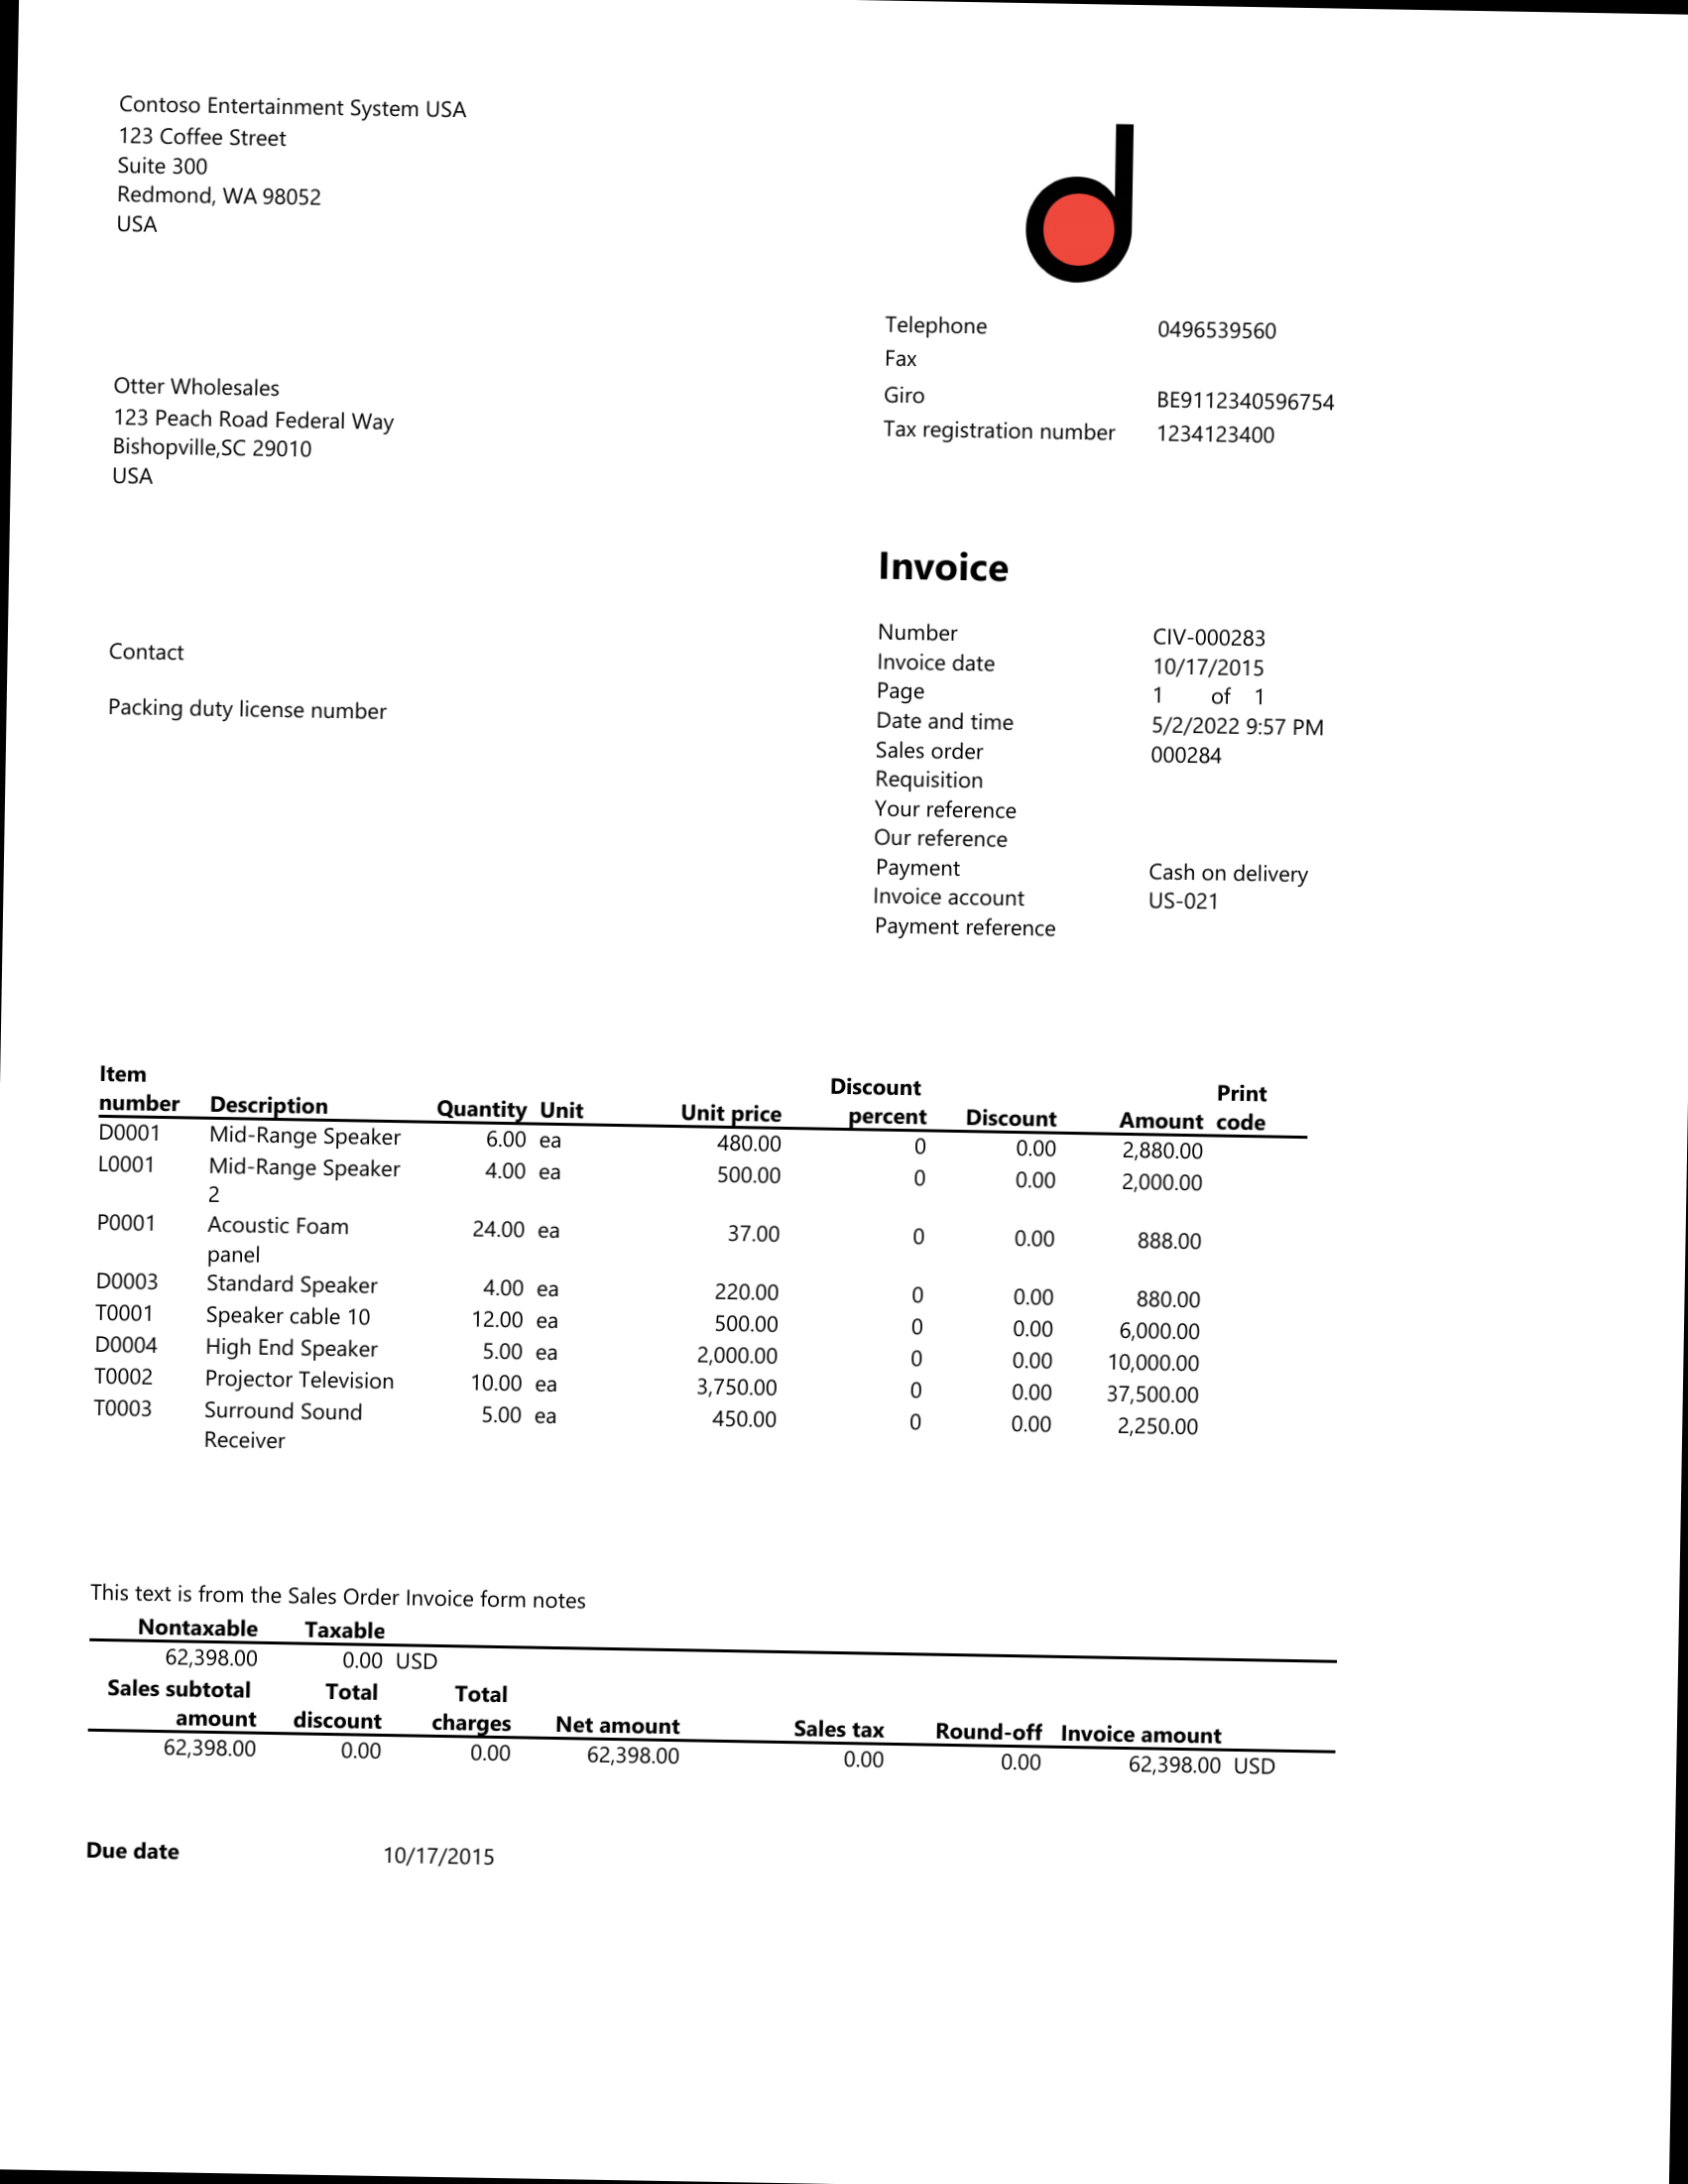 Contoso Entertainment System USA
123 Coffee Street
Suite 300
Redmond, WA 98052
USA
Telephone 0496539560
Fax
Giro BE9112340596754
Tax registration number 1234123400
Otter Wholesales
123 Peach Road Federal Way
Bishopville,SC 29010
USA
Invoice
Contact
Packing duty license number
Number CIV-000283
Invoice date 10/17/2015
Page 1 of 1
Date and time 5/2/2022 9:57 PM
Sales order 000284
Requisition
Your reference
Our reference
Payment Cash on delivery
Invoice account US-021
Payment reference
Item Discount Print
number Description Quantity Unit Unit price percent Discount Amount code
D0001 Mid-Range Speaker 6.00 ea 480.00 0 0.00 2,880.00
L0001 Mid-Range Speaker 4.00 ea 500.00 0 0.00 2,000.00
2
P0001 Acoustic Foam 24.00 ea 37.00 0 0.00 888.00
panel
D0003 Standard Speaker 4.00 ea 220.00 0 0.00 880.00
T0001 Speaker cable 10 12.00 ea 500.00 0 0.00 6,000.00
D0004 High End Speaker 5.00 ea 2,000.00 0 0.00 10,000.00
T0002 Projector Television 10.00 ea 3,750.00 0 0.00 37,500.00
T0003 Surround Sound 5.00 ea 450.00 0 0.00 2,250.00
Receiver
This text is from the Sales Order Invoice form notes
Nontaxable Taxable
62,398.00 0.00 USD
Sales subtotal Total Total
amount discount charges Net amount Sales tax Round-off Invoice amount
62,398.00 0.00 0.00 62,398.00 0.00 0.00 62,398.00 USD
Due date 10/17/2015